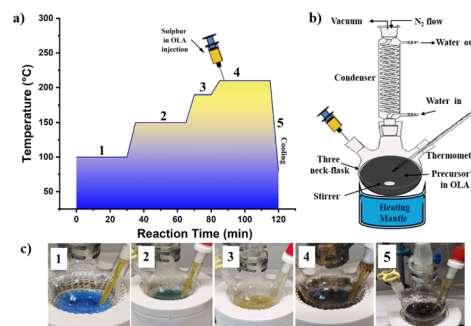 a)
Sulphur
in OLA
injection
Temperature (°C)
250
200
150
100
50
1
2
3
4
5
Cooling
0
20
40
60
80
100
120
Reaction Time (min)
b)
Vacuum
N2 flow
Water ou
Condenser
Water in
Thermomet
Three
neck-flask
Precursor
in OLA
Stirrer
Heating
Mantle
c)
1
2
3
4
5